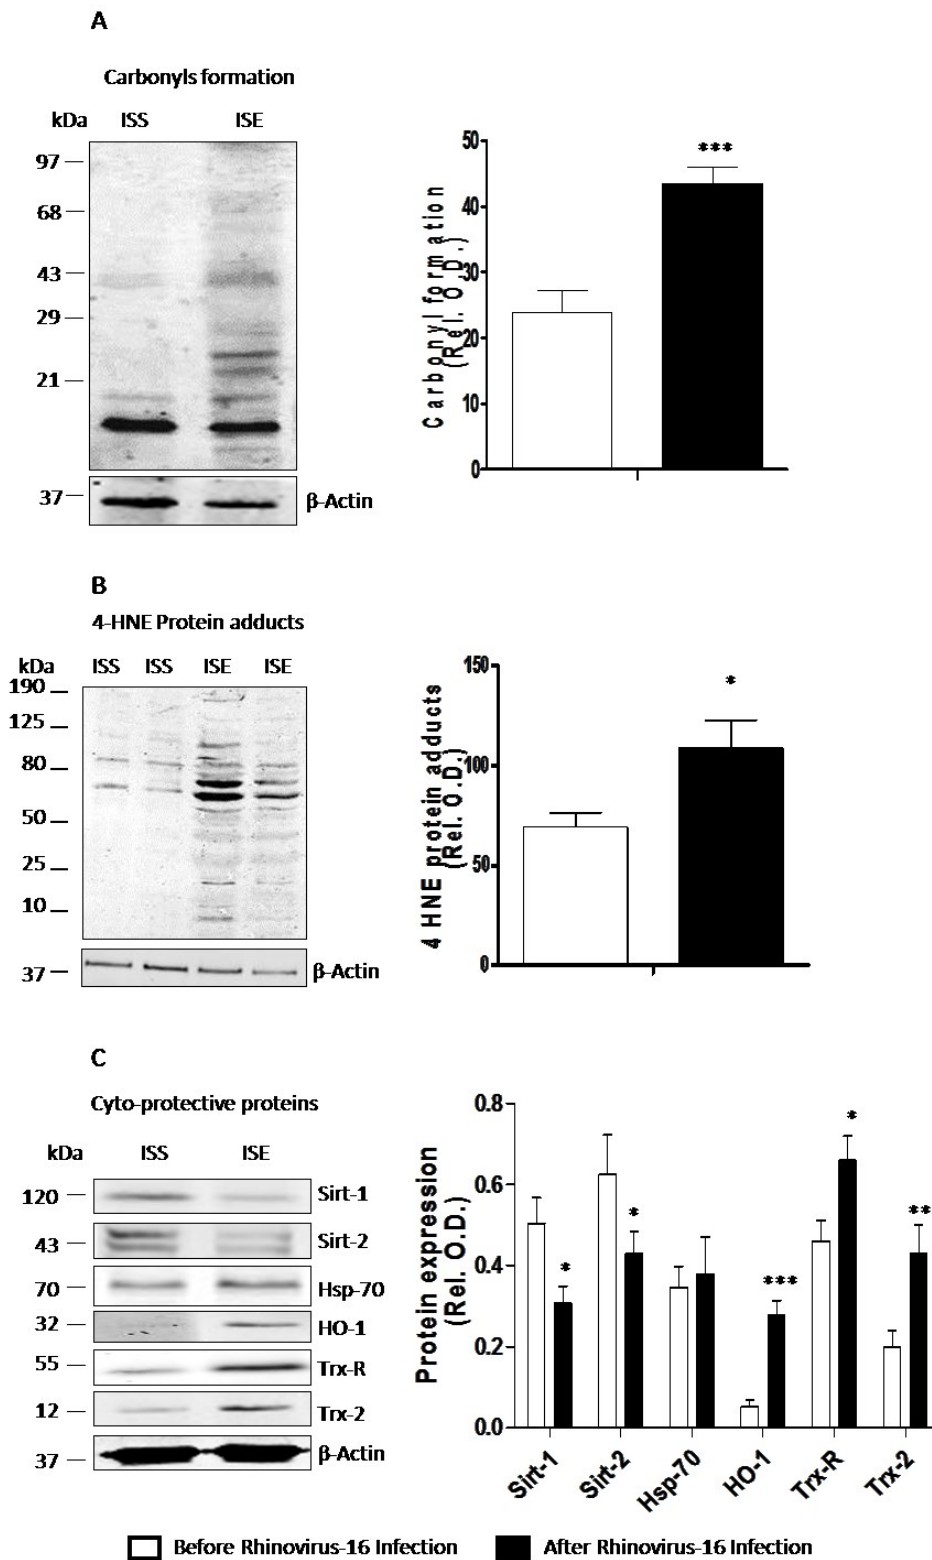 A
Carbonyls formation
kDa ISS ISE
97
68
43
29
21
37
β-Actin
Carbonyl formation
(Rel. O.D.)
50
40
30
20
10
0
***
B
4-HNE Protein adducts
kDa ISS ISS ISE ISE
190
125
80
50
25
10
37
β-Actin
4 HNE protein adducts
(Rel. O.D.)
150
100
50
0
*
C
Cyto-protective proteins
kDa ISS ISE
120 Sirt-1
43 Sirt-2
70 Hsp-70
32 HO-1
55 Trx-R
12 Trx-2
37 β-Actin
Protein expression
(Rel. O.D.)
0.8
0.6
0.4
0.2
0.0
* * *** * **
Sirt-1 Sirt-2 Hsp-70 HO-1 Trx-R Trx-2
Before Rhinovirus-16 Infection After Rhinovirus-16 Infection